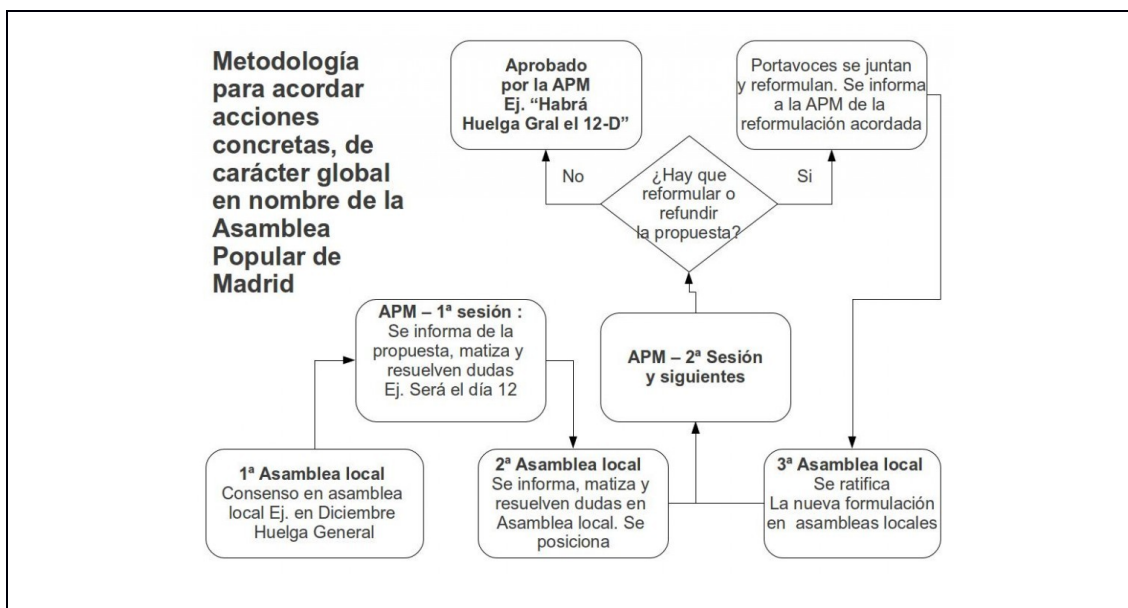 Metodología
para acordar
acciones
concretas, de
carácter global
en nombre de la
Asamblea
Popular de
Madrid
Aprobado
por la APM
Ej. “Habrá
Huelga Gral el 12-D”
Portavoces se juntan
y reformulan. Se informa
a la APM de la
reformulación acordada
No
¿Hay que
reformular o
refundir
la propuesta?
Si
APM – 1ª sesión :
Se informa de la
propuesta, matiza y
resuelven dudas
Ej. Será el día 12
APM – 2ª Sesión
y siguientes
1ª Asamblea local
Consenso en asamblea
local Ej. en Diciembre
Huelga General
2ª Asamblea local
Se informa, matiza y
resuelven dudas en
Asamblea local. Se
posiciona
3ª Asamblea local
Se ratifica
La nueva formulación
en asambleas locales